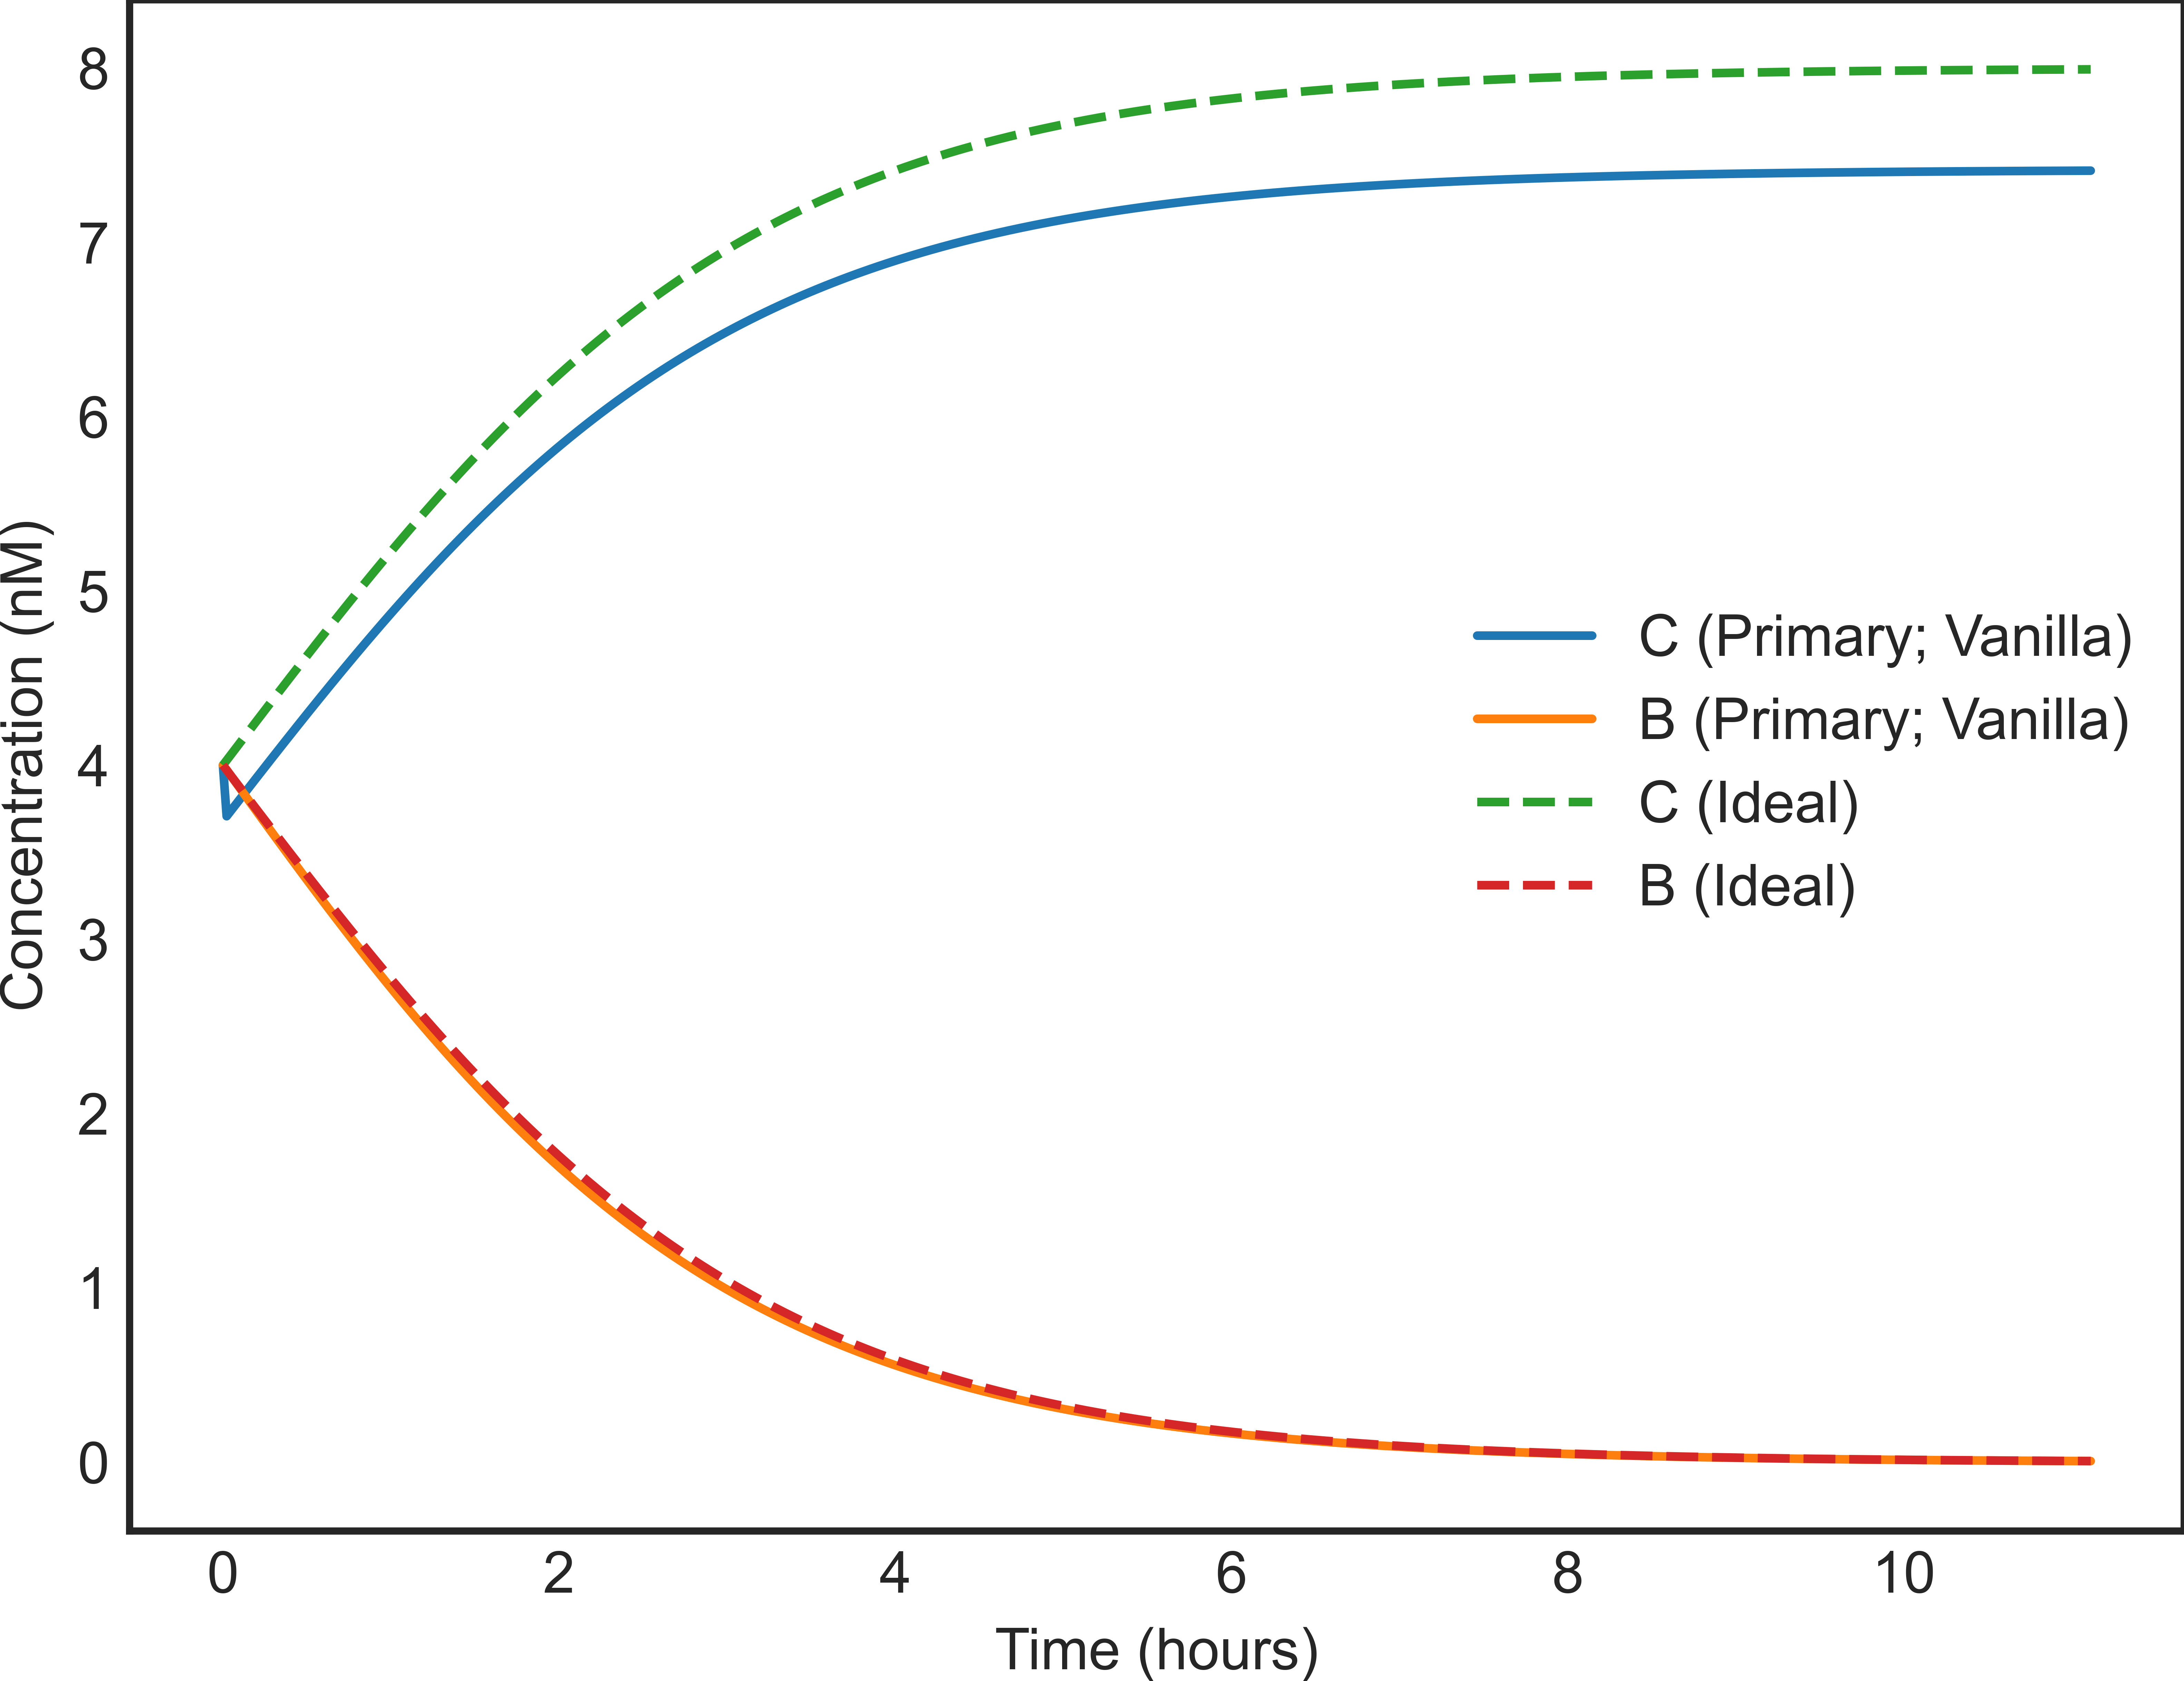 8
7
6
5
4
3
2
1
0
Concentration (nM)
C (Primary; Vanilla)
B (Primary; Vanilla)
C (Ideal)
B (Ideal)
0 2 4 6 8 10
Time (hours)